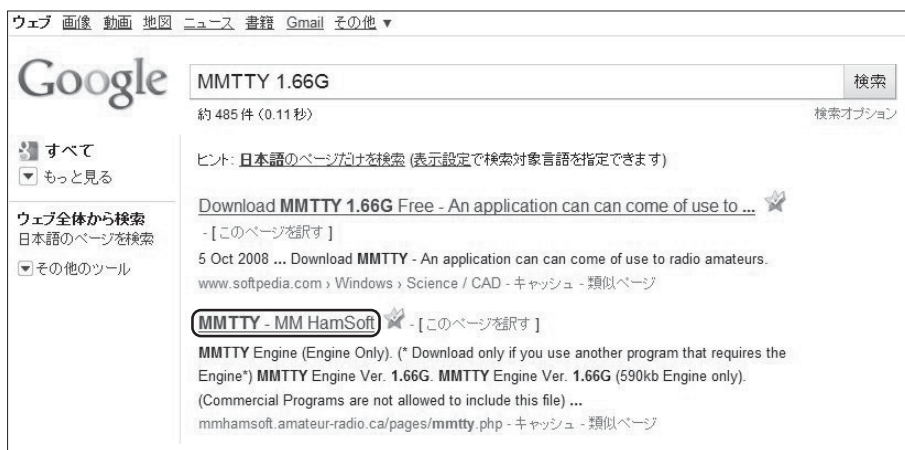 ウェブ 画像 動画 地図 ニュース 書籍 Gmail その他 ▼
Google
MMTTY 1.66G
検索
約 485 件 (0.11 秒)
検索オプション
すべて
もっと見る
ウェブ全体から検索
日本語のページを検索
その他のツール
ヒント: 日本語のページだけを検索 (表示設定で検索対象言語を指定できます)
Download MMTTY 1.66G Free - An application can can come of use to ...
- [ このページを訳す ]
5 Oct 2008 ... Download MMTTY - An application can can come of use to radio amateurs.
www.softpedia.com › Windows › Science / CAD - キャッシュ - 類似ページ
MMTTY - MM HamSoft - [ このページを訳す ]
MMTTY Engine (Engine Only). (* Download only if you use another program that requires the
Engine*) MMTTY Engine Ver. 1.66G. MMTTY Engine Ver. 1.66G (590kb Engine only).
(Commercial Programs are not allowed to include this file) ...
mmhamsoft.amateur-radio.ca/pages/mmtty.php - キャッシュ - 類似ページ